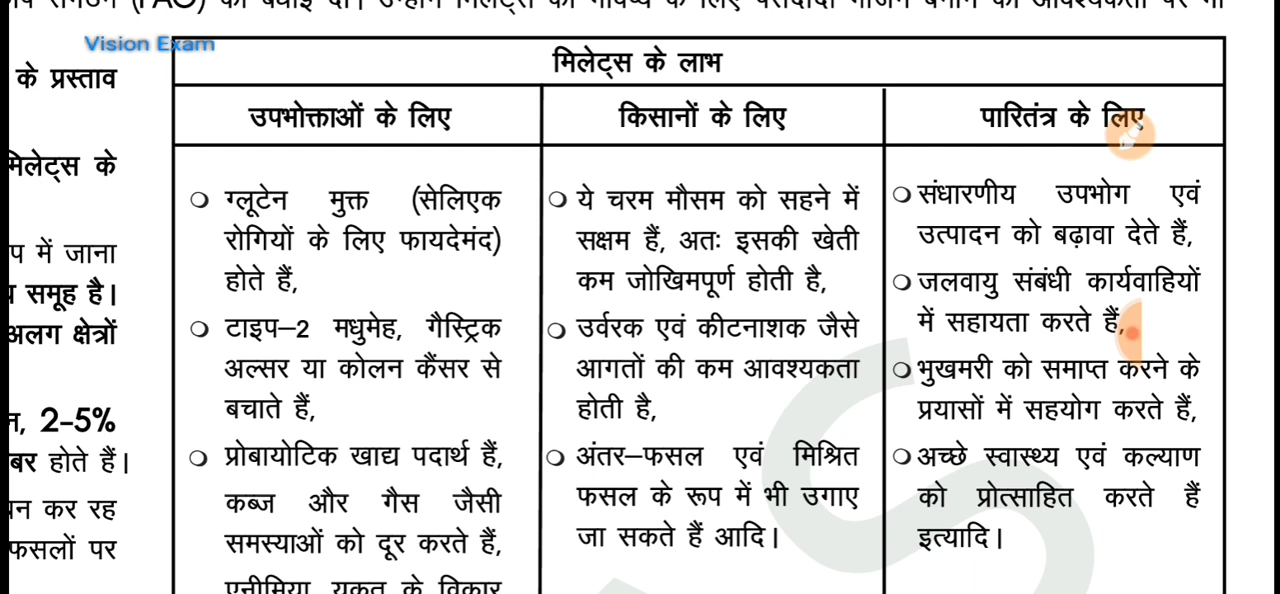 Vision Exam
के प्रस्ताव
मिलेट्स के
प में जाना
समूह है।
अलग क्षेत्रों
2-5%
बर होते हैं।
कर रह
फसलों पर
मिलेट्स के लाभ
उपभोक्ताओं के लिए
○ ग्लूटेन मुक्त (सेलिएक
रोगियों के लिए फायदेमंद)
होते हैं,
○ टाइप–2 मधुमेह, गैस्ट्रिक
अल्सर या कोलन कैंसर से
बचाते हैं,
○ प्रोबायोटिक खाद्य पदार्थ हैं,
कब्ज और गैस जैसी
समस्याओं को दूर करते हैं,
एनीमिया यकृत के विकार
किसानों के लिए
○ ये चरम मौसम को सहने में
सक्षम हैं, अतः इसकी खेती
कम जोखिमपूर्ण होती है,
○ उर्वरक एवं कीटनाशक जैसे
आगतों की कम आवश्यकता
होती है,
○ अंतर–फसल एवं मिश्रित
फसल के रूप में भी उगाए
जा सकते हैं आदि।
पारितंत्र के लिए
○ संधारणीय उपभोग एवं
उत्पादन को बढ़ावा देते हैं,
○ जलवायु संबंधी कार्यवाहियों
में सहायता करते हैं,
○ भुखमरी को समाप्त करने के
प्रयासों में सहयोग करते हैं,
○ अच्छे स्वास्थ्य एवं कल्याण
को प्रोत्साहित करते हैं
इत्यादि।